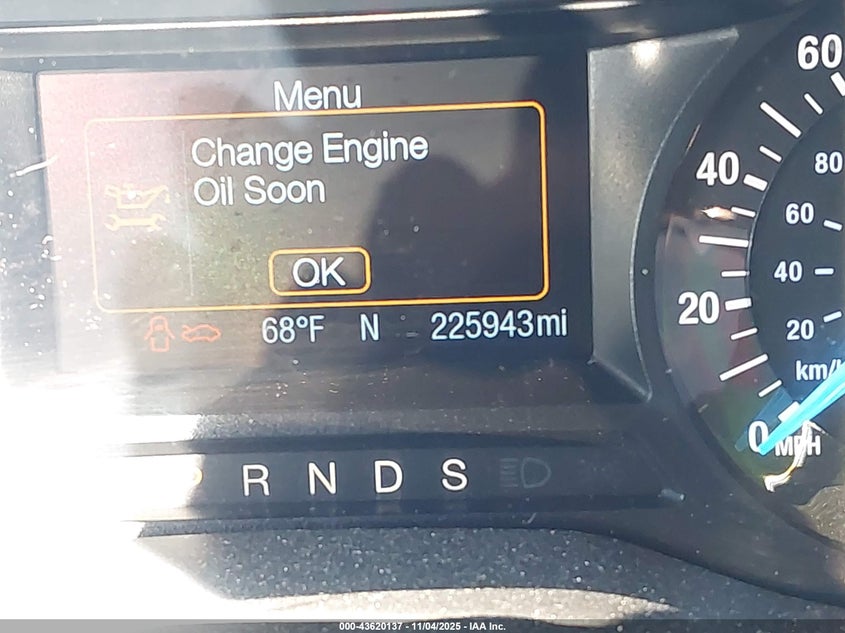 Menu
Change Engine
Oil Soon
OK
68°F N 225943mi
R N D S
60
40
20
0
MPH
80
60
40
20
km/
000-43620137 - 11/04/2025 - IAA Inc.